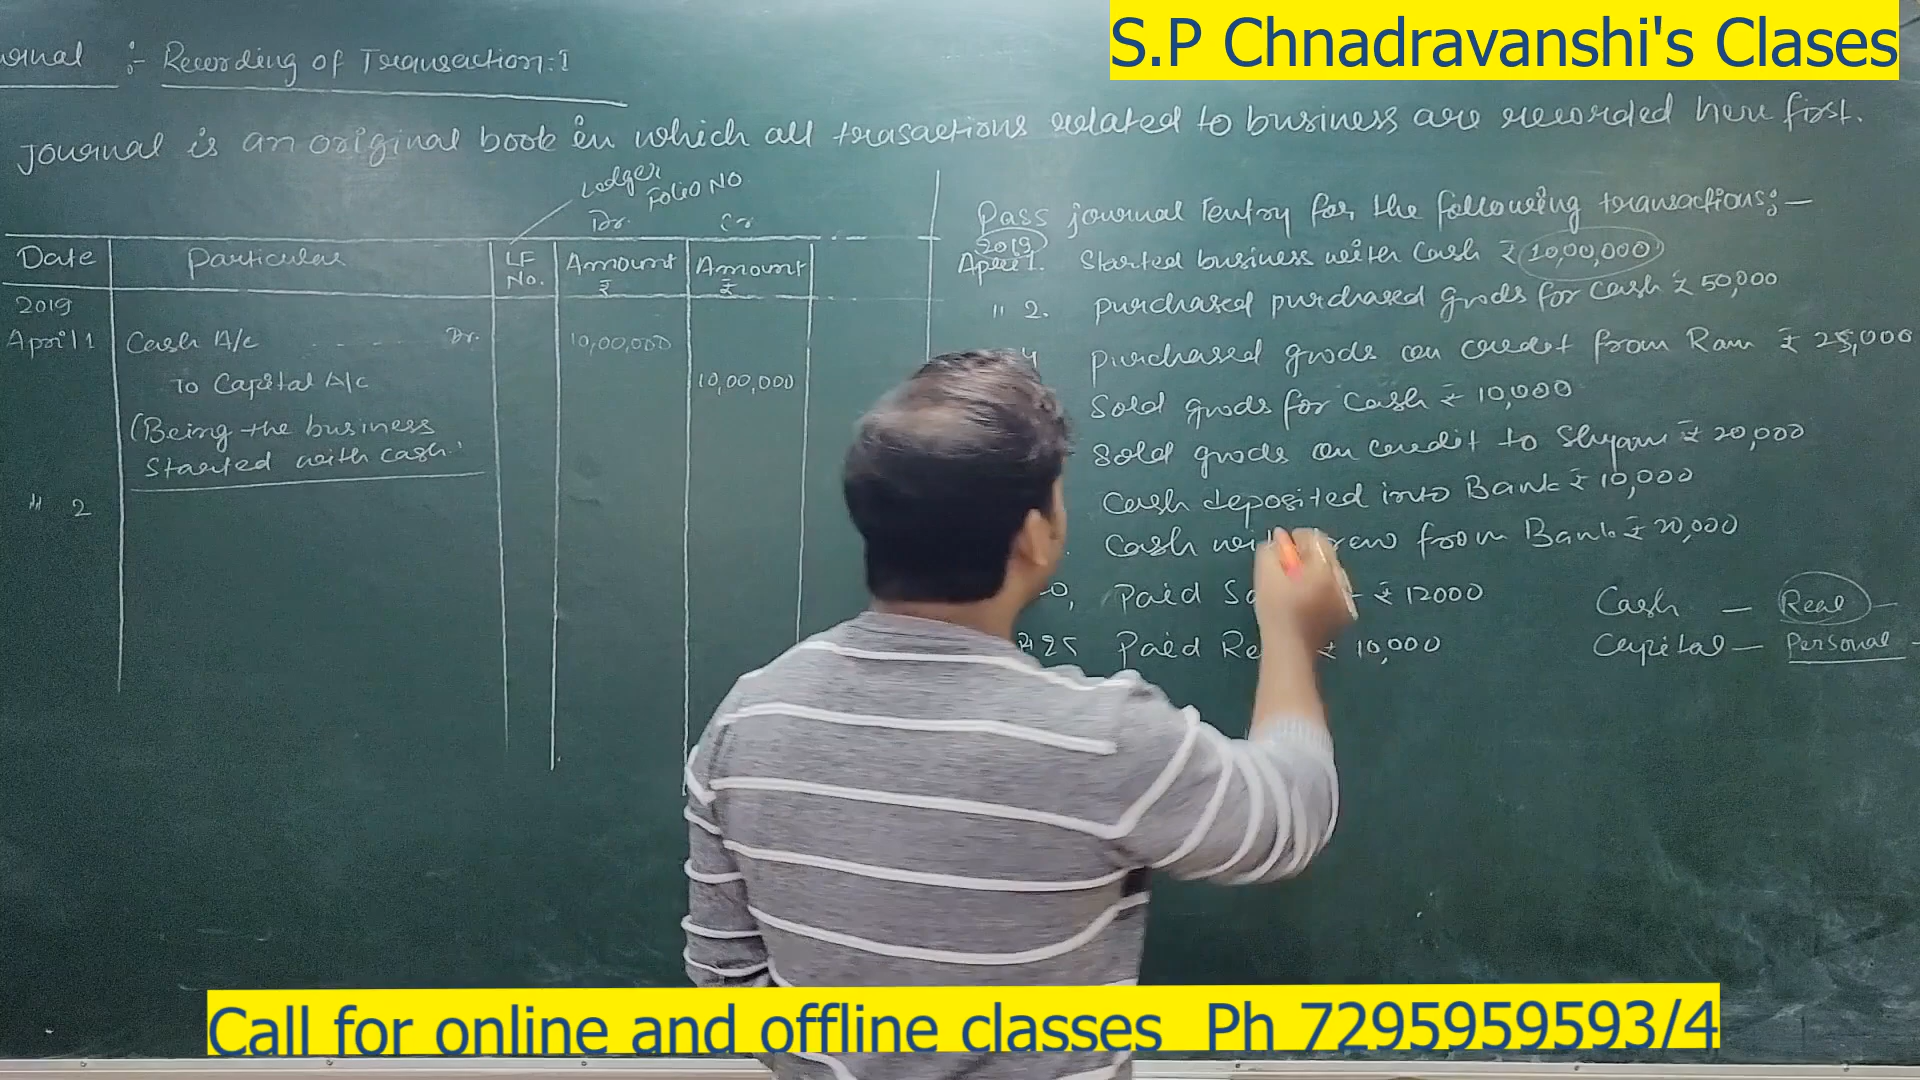 S.P Chnadravanshi's Clases
urnal :- Recording of Transaction:1
Journal is an original book in which all trasactions related to business are recorded here first.
Ledger
Folio NO
Dr. Cr
Date Particular LF No. Amount ₹ Amount ₹
2019
April 1 Cash A/c Dr. 10,00,000
To Capital A/c 10,00,000
(Being the business
Started with cash.
" 2
Pass journal Tentry for the following transactions:-
2019
April 1. Started business with Cash ₹ 10,00,000
" 2. purchased purchased goods for Cash ₹ 50,000
4 purchased goods on credit from Ram ₹ 25,000
Sold goods for Cash ₹ 10,000
Sold goods on credit to Shyam ₹ 20,000
Cash deposited into Bank ₹ 10,000
Cash from Bank ₹ 20,000
Paid ₹ 12000
25 Paid ₹ 10,000
Cash — Real —
Capital — Personal —
Call for online and offline classes Ph 7295959593/4